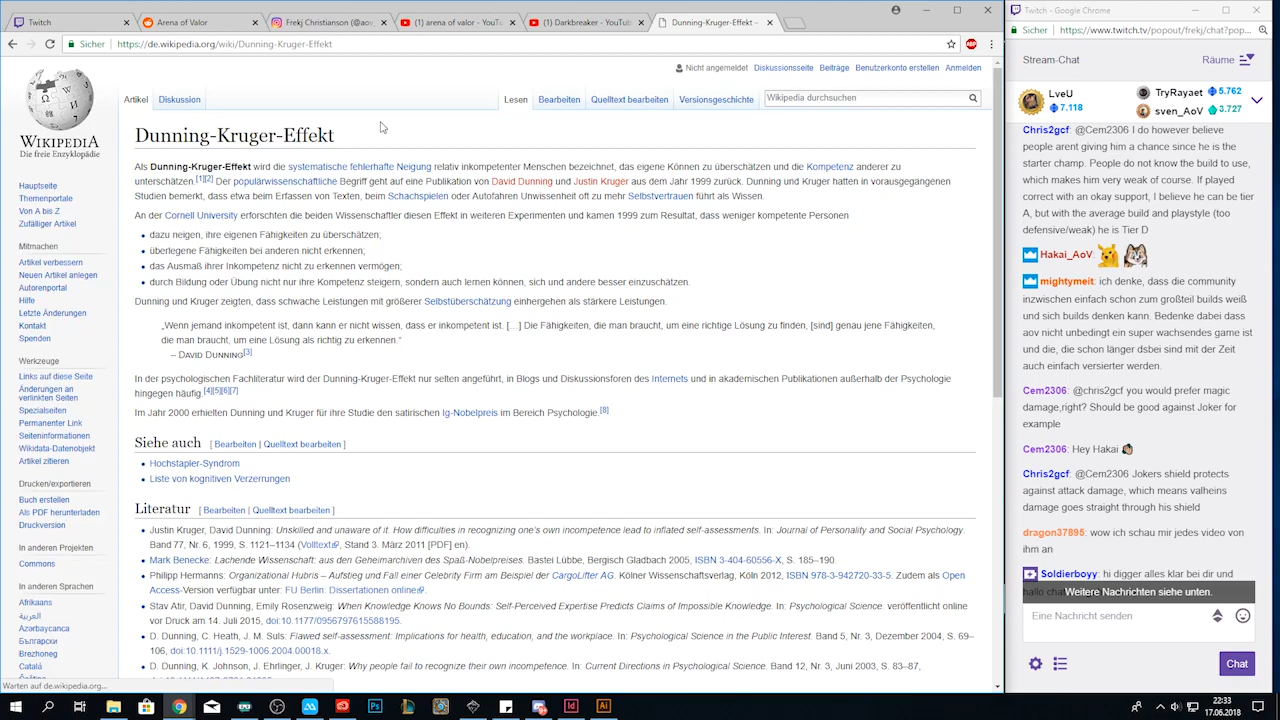 Twitch
Arena of Valor
Frekj Christianson (@aov
(1) arena of valor - YouTu
(1) Darkbreaker - YouTub
Dunning-Kruger-Effekt –
Sicher
https://de.wikipedia.org/wiki/Dunning-Kruger-Effekt
ABP
WIKIPEDIA
Die freie Enzyklopädie
Hauptseite
Themenportale
Von A bis Z
Zufälliger Artikel
Mitmachen
Artikel verbessern
Neuen Artikel anlegen
Autorenportal
Hilfe
Letzte Änderungen
Kontakt
Spenden
Werkzeuge
Links auf diese Seite
Änderungen an
verlinkten Seiten
Spezialseiten
Permanenter Link
Seiteninformationen
Wikidata-Datenobjekt
Artikel zitieren
Drucken/exportieren
Buch erstellen
Als PDF herunterladen
Druckversion
In anderen Projekten
Commons
In anderen Sprachen
Afrikaans
العربية
Azərbaycanca
Български
Brezhoneg
Català
Čeština
Warten auf de.wikipedia.org...
Nicht angemeldet Diskussionsseite Beiträge Benutzerkonto erstellen Anmelden
Artikel Diskussion
Lesen Bearbeiten Quelltext bearbeiten Versionsgeschichte
Wikipedia durchsuchen
Dunning-Kruger-Effekt
Als Dunning-Kruger-Effekt wird die systematische fehlerhafte Neigung relativ inkompetenter Menschen bezeichnet, das eigene Können zu überschätzen und die Kompetenz anderer zu
unterschätzen.[1][2] Der populärwissenschaftliche Begriff geht auf eine Publikation von David Dunning und Justin Kruger aus dem Jahr 1999 zurück. Dunning und Kruger hatten in vorausgegangenen
Studien bemerkt, dass etwa beim Erfassen von Texten, beim Schachspielen oder Autofahren Unwissenheit oft zu mehr Selbstvertrauen führt als Wissen.
An der Cornell University erforschten die beiden Wissenschaftler diesen Effekt in weiteren Experimenten und kamen 1999 zum Resultat, dass weniger kompetente Personen
• dazu neigen, ihre eigenen Fähigkeiten zu überschätzen;
• überlegene Fähigkeiten bei anderen nicht erkennen;
• das Ausmaß ihrer Inkompetenz nicht zu erkennen vermögen;
• durch Bildung oder Übung nicht nur ihre Kompetenz steigern, sondern auch lernen können, sich und andere besser einzuschätzen.
Dunning und Kruger zeigten, dass schwache Leistungen mit größerer Selbstüberschätzung einhergehen als stärkere Leistungen.
„Wenn jemand inkompetent ist, dann kann er nicht wissen, dass er inkompetent ist. […] Die Fähigkeiten, die man braucht, um eine richtige Lösung zu finden, [sind] genau jene Fähigkeiten,
die man braucht, um eine Lösung als richtig zu erkennen.“
– DAVID DUNNING[3]
In der psychologischen Fachliteratur wird der Dunning-Kruger-Effekt nur selten angeführt, in Blogs und Diskussionsforen des Internets und in akademischen Publikationen außerhalb der Psychologie
hingegen häufig.[4][5][6][7]
Im Jahr 2000 erhielten Dunning und Kruger für ihre Studie den satirischen Ig-Nobelpreis im Bereich Psychologie.[8]
Siehe auch [ Bearbeiten | Quelltext bearbeiten ]
• Hochstapler-Syndrom
• Liste von kognitiven Verzerrungen
Literatur [ Bearbeiten | Quelltext bearbeiten ]
• Justin Kruger, David Dunning: Unskilled and unaware of it. How difficulties in recognizing one's own incompetence lead to inflated self-assessments. In: Journal of Personality and Social Psychology.
Band 77, Nr. 6, 1999, S. 1121–1134 (Volltext, Stand 3. März 2011 [PDF] en).
• Mark Benecke: Lachende Wissenschaft: aus den Geheimarchiven des Spaß-Nobelpreises. Bastei Lübbe, Bergisch Gladbach 2005, ISBN 3-404-60556-X, S. 185–190.
• Philipp Hermanns: Organizational Hubris – Aufstieg und Fall einer Celebrity Firm am Beispiel der CargoLifter AG. Kölner Wissenschaftsverlag, Köln 2012, ISBN 978-3-942720-33-5. Zudem als Open
Access-Version verfügbar unter: FU Berlin: Dissertationen online.
• Stav Atir, David Dunning, Emily Rosenzweig: When Knowledge Knows No Bounds: Self-Perceived Expertise Predicts Claims of Impossible Knowledge. In: Psychological Science. veröffentlicht online
vor Druck am 14. Juli 2015, doi:10.1177/0956797615588195.
• D. Dunning, C. Heath, J. M. Suls: Flawed self-assessment: Implications for health, education, and the workplace. In: Psychological Science in the Public Interest. Band 5, Nr. 3, Dezember 2004, S. 69–
106, doi:10.1111/j.1529-1006.2004.00018.x.
• D. Dunning, K. Johnson, J. Ehrlinger, J. Kruger: Why people fail to recognize their own incompetence. In: Current Directions in Psychological Science. Band 12, Nr. 3, Juni 2003, S. 83–87,
Twitch - Google Chrome
Sicher
https://www.twitch.tv/popout/frekj/chat?pop...
Stream-Chat
Räume
LveU
7.118
TryRayaet 5.762
sven_AoV 3.727
Chris2gcf: @Cem2306 I do however believe
people arent giving him a chance since he is the
starter champ. People do not know the build to use,
which makes him very weak of course. If played
correct with an okay support, I believe he can be tier
A, but with the average build and playstyle (too
defensive/weak) he is Tier D
Hakai_AoV:
mightymeit: ich denke, dass die community
inzwischen einfach schon zum großteil builds weiß
und sich builds denken kann. Bedenke dabei dass
aov nicht unbedingt ein super wachsendes game ist
und die, die schon länger dsbei sind mit der Zeit
auch einfach versierter werden.
Cem2306: @chris2gcf you would prefer magic
damage,right? Should be good against Joker for
example
Cem2306: Hey Hakai
Chris2gcf: @Cem2306 Jokers shield protects
against attack damage, which means valheins
damage goes straight through his shield
dragon37895: wow ich schau mir jedes video von
ihm an
Soldierboyy: hi digger alles klar bei dir und
Weitere Nachrichten siehe unten.
Eine Nachricht senden
Chat
Ps
Id
Ai
22:33
17.06.2018